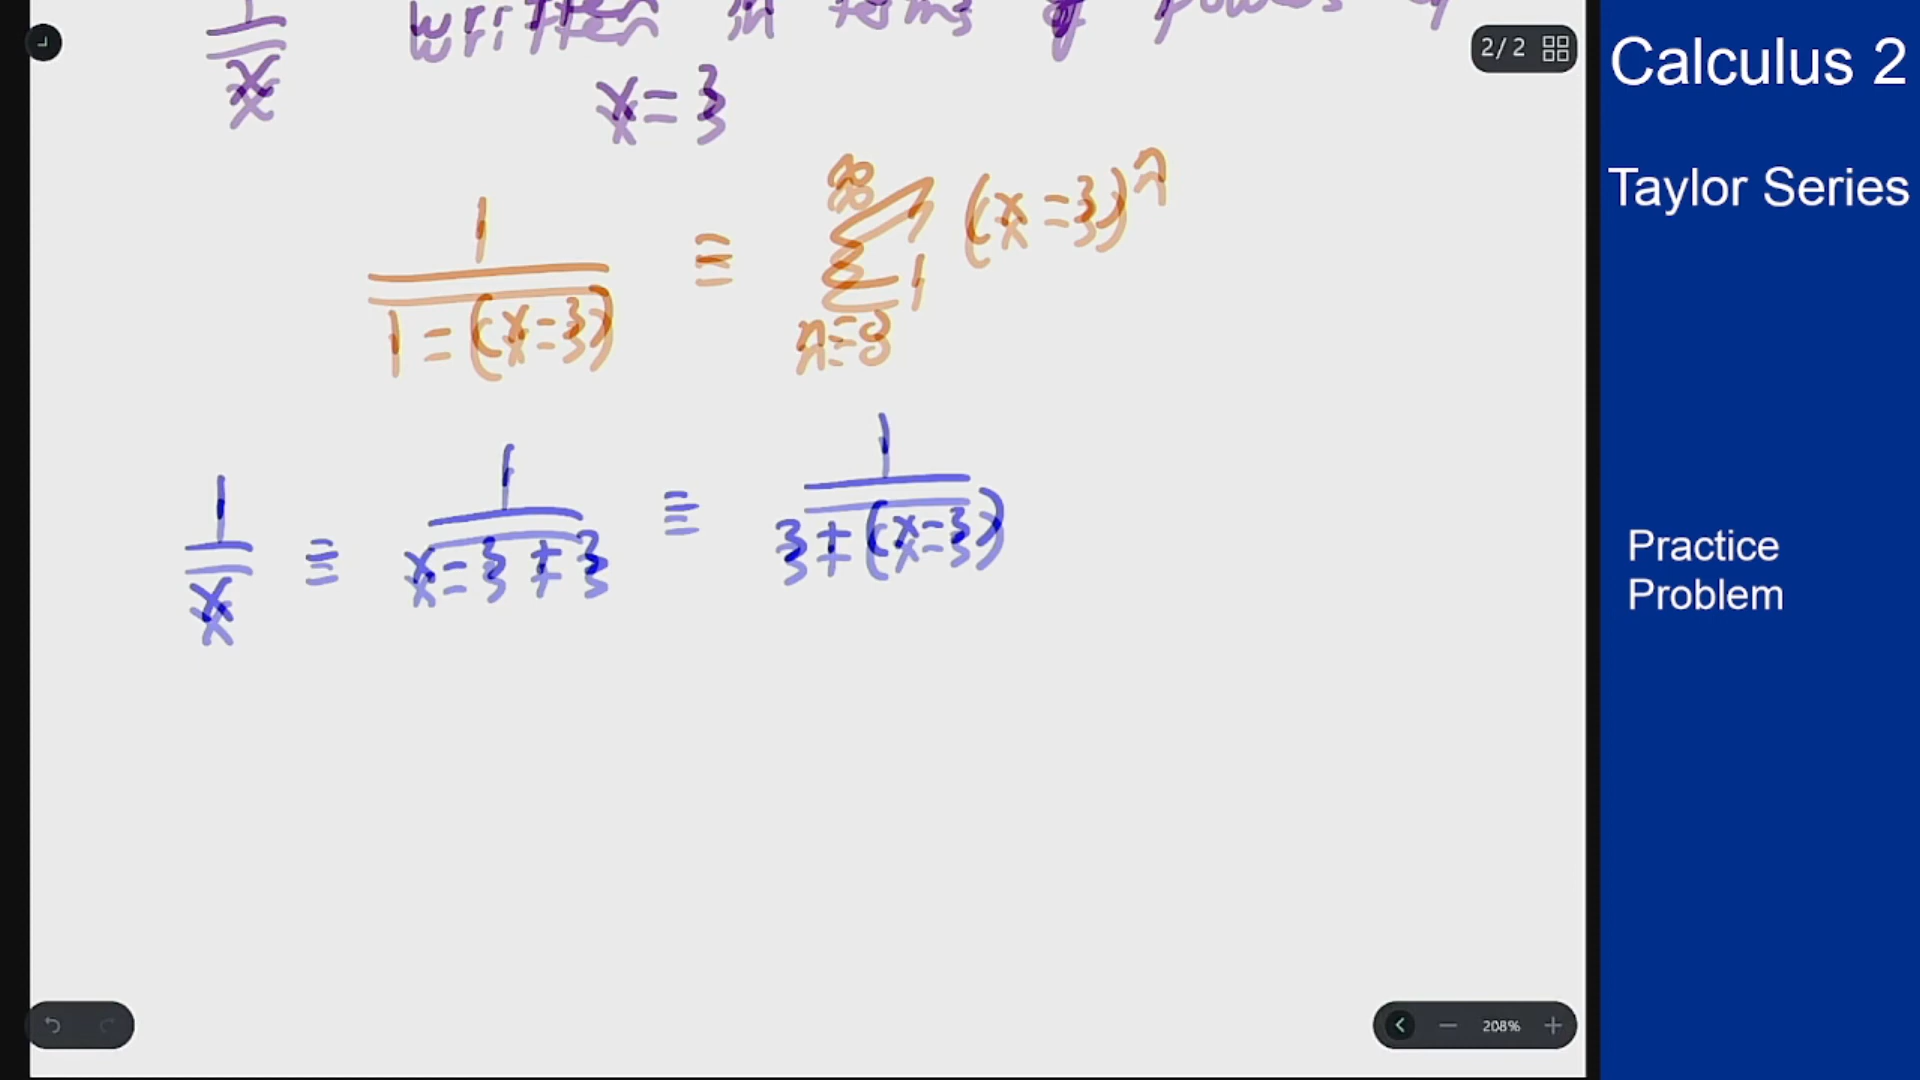 1/x written in terms of powers of
x-3
1/(1-(x-3)) = ∞ Σ n=0 1 (x-3)^n
1/x = 1/(x-3+3) = 1/(3+(x-3))
2/2
208%
Calculus 2
Taylor Series
Practice
Problem